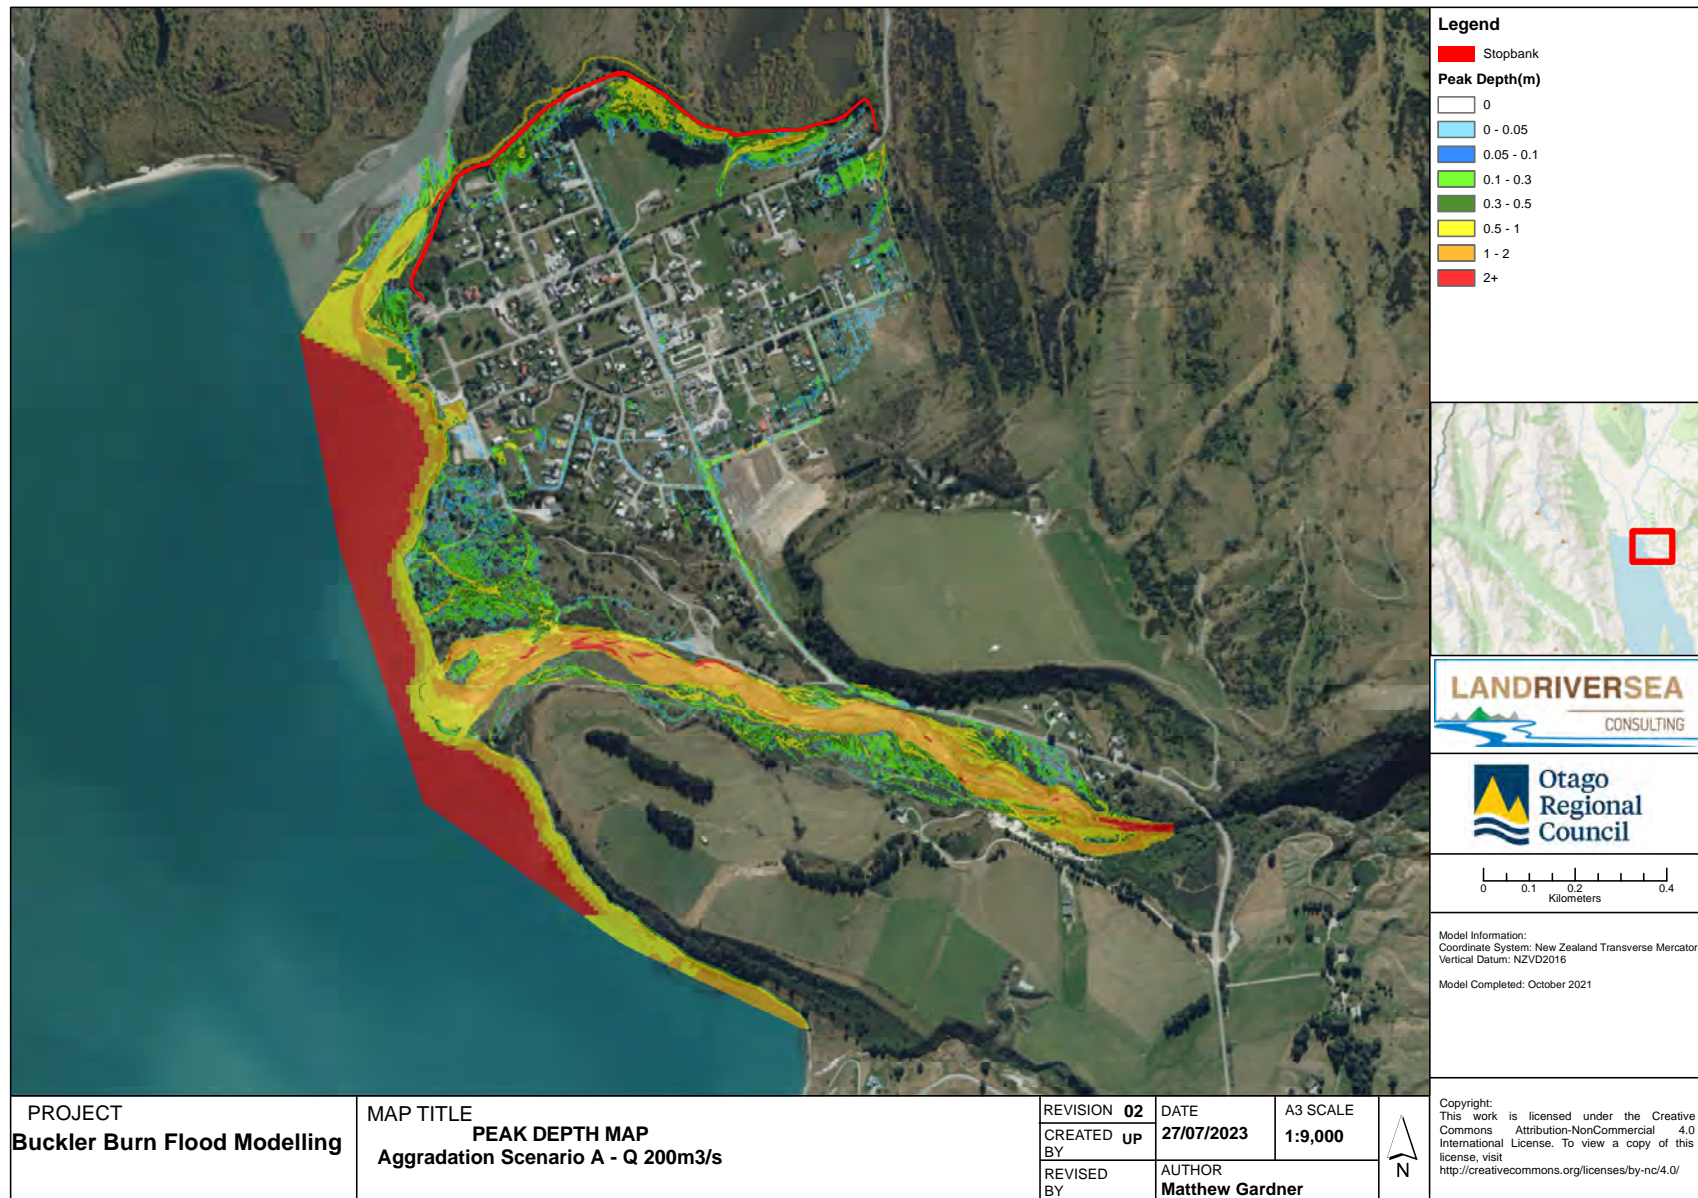 Legend
Stopbank
Peak Depth(m)
0
0 - 0.05
0.05 - 0.1
0.1 - 0.3
0.3 - 0.5
0.5 - 1
1 - 2
2+
LANDRIVERSEA
CONSULTING
Otago
Regional
Council
0 0.1 0.2 0.4
Kilometers
Model Information:
Coordinate System: New Zealand Transverse Mercator
Vertical Datum: NZVD2016
Model Completed: October 2021
Copyright:
This work is licensed under the Creative
Commons Attribution-NonCommercial 4.0
International License. To view a copy of this
license, visit
http://creativecommons.org/licenses/by-nc/4.0/
PROJECT
Buckler Burn Flood Modelling
MAP TITLE
PEAK DEPTH MAP
Aggradation Scenario A - Q 200m3/s
REVISION 02
CREATED BY UP
REVISED BY
DATE
27/07/2023
A3 SCALE
1:9,000
AUTHOR
Matthew Gardner
N